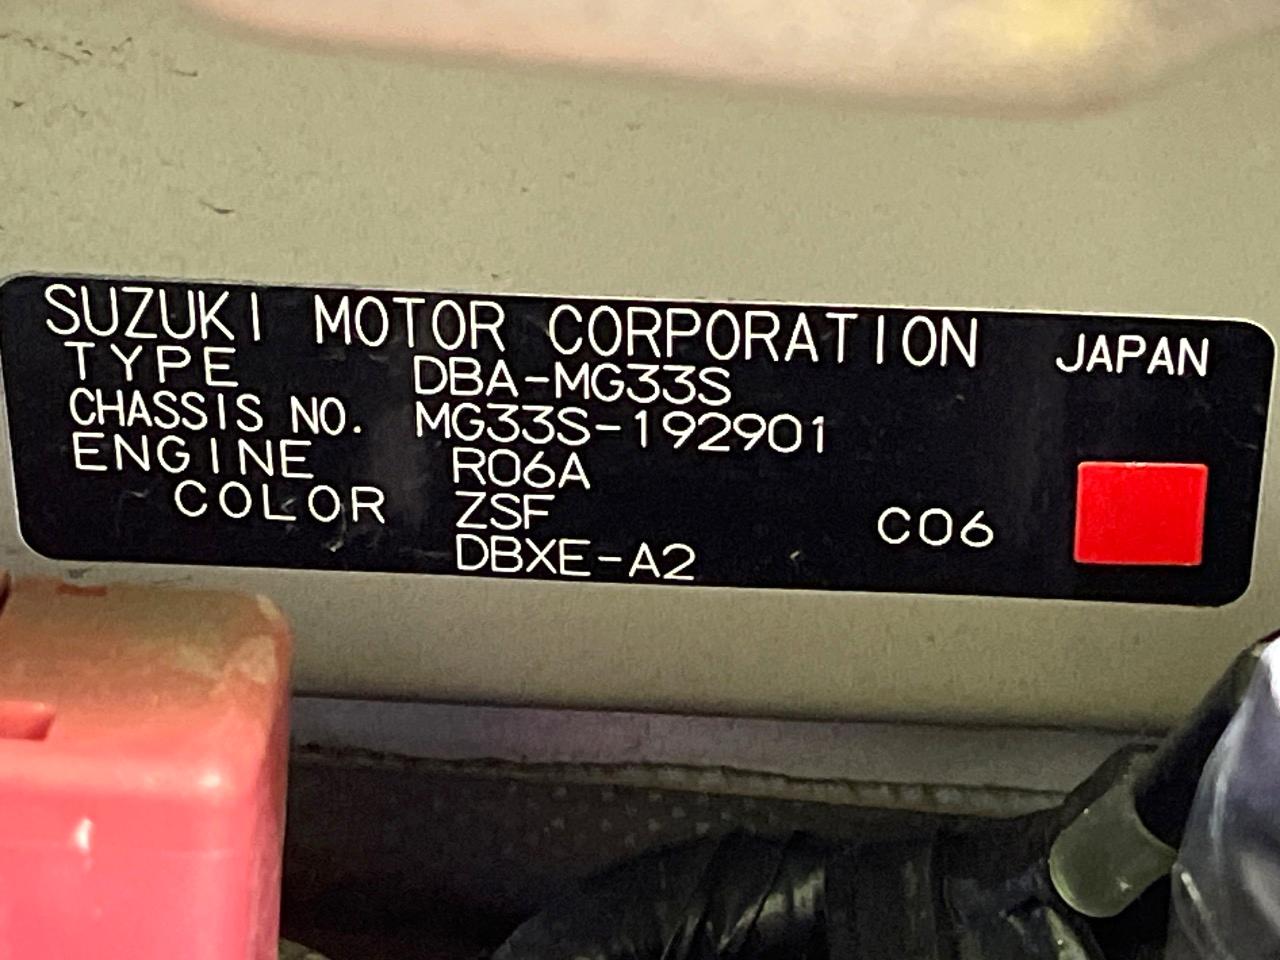 SUZUKI MOTOR CORPORATION JAPAN
TYPE DBA-MG33S
CHASSIS NO. MG33S-192901
ENGINE R06A
COLOR ZSF C06
DBXE-A2